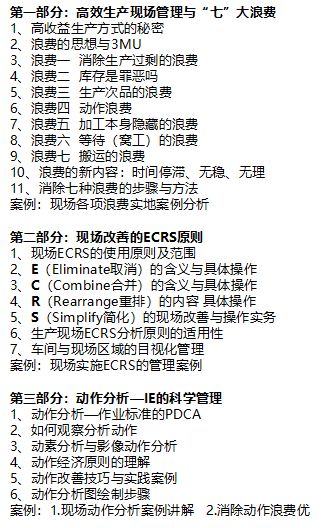 第一部分：高效生产现场管理与“七”大浪费
1、高收益生产方式的秘密
2、浪费的思想与3MU
3、浪费一  消除生产过剩的浪费
4、浪费二  库存是罪恶吗
5、浪费三  生产次品的浪费
6、浪费四  动作浪费
7、浪费五  加工本身隐藏的浪费
8、浪费六  等待（窝工）的浪费
9、浪费七  搬运的浪费
10、浪费的新内容：时间停滞、无稳、无理
11、消除七种浪费的步骤与方法
案例：现场各项浪费实地案例分析
第二部分：现场改善的ECRS原则
1、现场ECRS的使用原则及范围
2、E（Eliminate取消）的含义与具体操作
3、C（Combine合并）的含义与具体操作
4、R（Rearrange重排）的内容 具体操作
5、S（Simplify简化）的现场改善与操作实务
6、生产现场ECRS分析原则的适用性
7、车间与现场区域的目视化管理
案例：现场实施ECRS的管理案例
第三部分：动作分析—IE的科学管理
1、动作分析—作业标准的PDCA
2、如何观察分析动作
3、动素分析与影像动作分析
4、动作经济原则的理解
5、动作改善技巧与实践案例
6、动作分析图绘制步骤
案例：1.现场动作分析案例讲解  2.消除动作浪费优